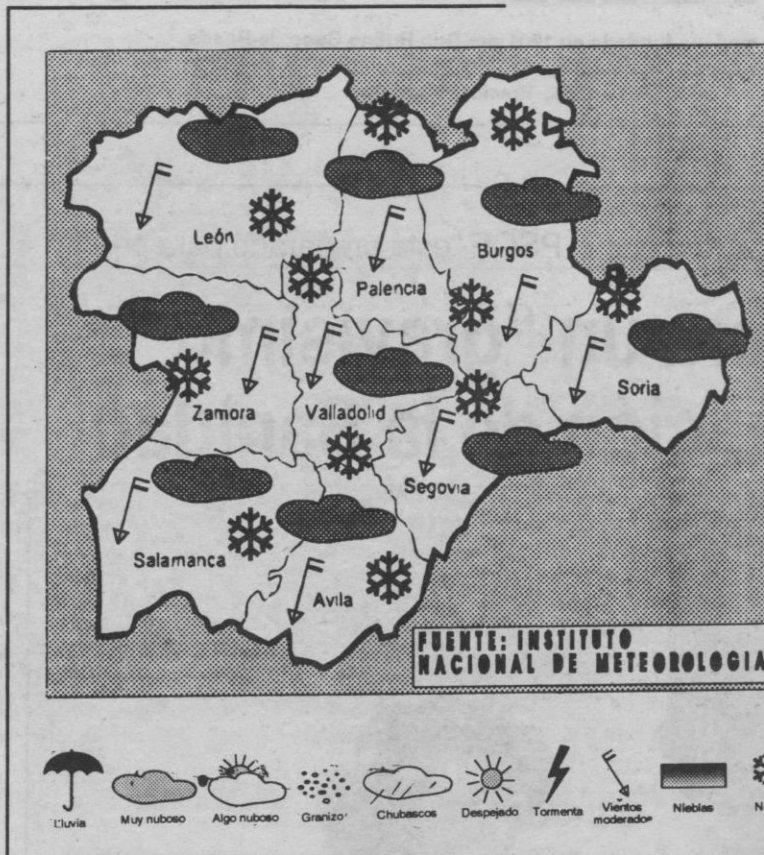 León
Burgos
Palencia
Soria
Zamora
Valladolid
Segovia
Salamanca
Avila
FUENTE: INSTITUTO
NACIONAL DE METEOROLOGIA
Lluvia
Muy nuboso
Algo nuboso
Granizo
Chubascos
Despejado
Tormenta
Vientos
moderados
Nieblas